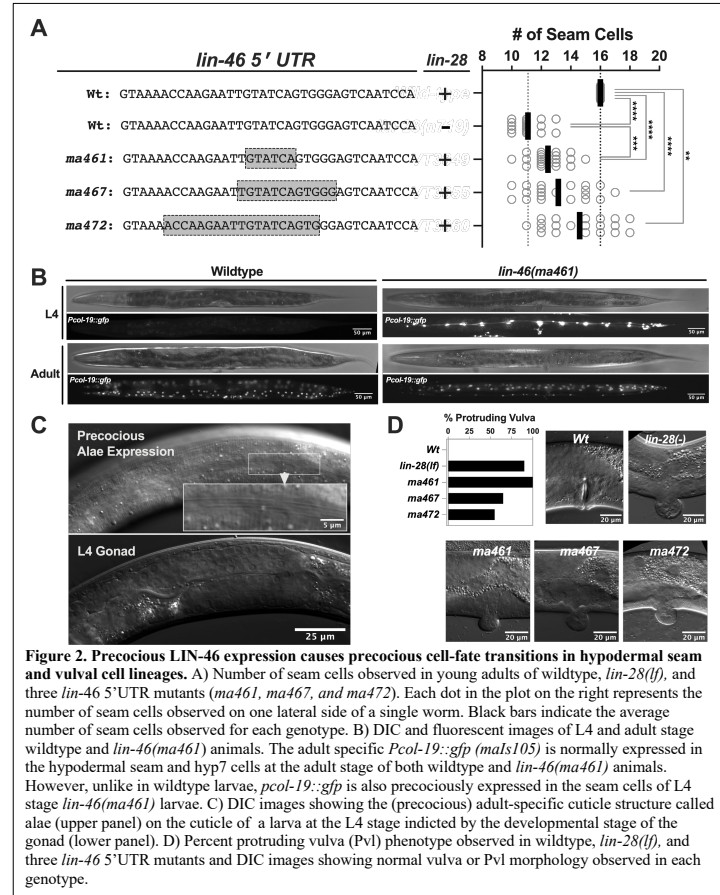 A
# of Seam Cells
lin-46 5′ UTR
lin-28
8 10 12 14 16 18 20
Wt: GTAAAACCAAGAATTGTATCAGTGGGAGTCAATCCA +
Wt: GTAAAACCAAGAATTGTATCAGTGGGAGTCAATCCA -
ma461: GTAAAACCAAGAATTGTATCAGTGGGAGTCAATCCA +
ma467: GTAAAACCAAGAATTGTATCAGTGGGAGTCAATCCA +
ma472: GTAAAACCAAGAATTGTATCAGTGGGAGTCAATCCA +
****
***
****
****
**
B
Wildtype
lin-46(ma461)
L4
Pcol-19::gfp
50 µm
Pcol-19::gfp
50 µm
Adult
Pcol-19::gfp
50 µm
Pcol-19::gfp
50 µm
C
Precocious
Alae Expression
5 µm
L4 Gonad
25 µm
D
% Protruding Vulva
0 25 50 75 100
Wt
lin-28(lf)
ma461
ma467
ma472
Wt
20 µm
lin-28(-)
20 µm
ma461
20 µm
ma467
20 µm
ma472
20 µm
Figure 2. Precocious LIN-46 expression causes precocious cell-fate transitions in hypodermal seam
and vulval cell lineages. A) Number of seam cells observed in young adults of wildtype, lin-28(lf), and
three lin-46 5’UTR mutants (ma461, ma467, and ma472). Each dot in the plot on the right represents the
number of seam cells observed on one lateral side of a single worm. Black bars indicate the average
number of seam cells observed for each genotype. B) DIC and fluorescent images of L4 and adult stage
wildtype and lin-46(ma461) animals. The adult specific Pcol-19::gfp (maIs105) is normally expressed in
the hypodermal seam and hyp7 cells at the adult stage of both wildtype and lin-46(ma461) animals.
However, unlike in wildtype larvae, pcol-19::gfp is also precociously expressed in the seam cells of L4
stage lin-46(ma461) larvae. C) DIC images showing the (precocious) adult-specific cuticle structure called
alae (upper panel) on the cuticle of a larva at the L4 stage indicted by the developmental stage of the
gonad (lower panel). D) Percent protruding vulva (Pvl) phenotype observed in wildtype, lin-28(lf), and
three lin-46 5’UTR mutants and DIC images showing normal vulva or Pvl morphology observed in each
genotype.